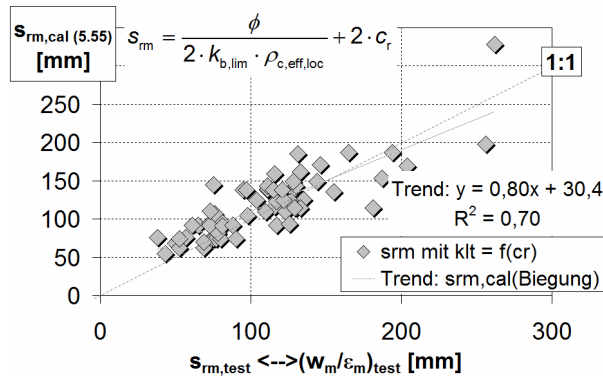 s_rm,cal (5.55)
[mm]
s_rm = ϕ / (2 · k_b,lim · ρ_c,eff,loc) + 2 · c_r
1:1
250
200
150
100
50
0
Trend: y = 0,80x + 30,4
R² = 0,70
srm mit klt = f(cr)
Trend: srm,cal(Biegung)
0
100
200
300
s_rm,test <-->(w_m/ε_m)_test [mm]